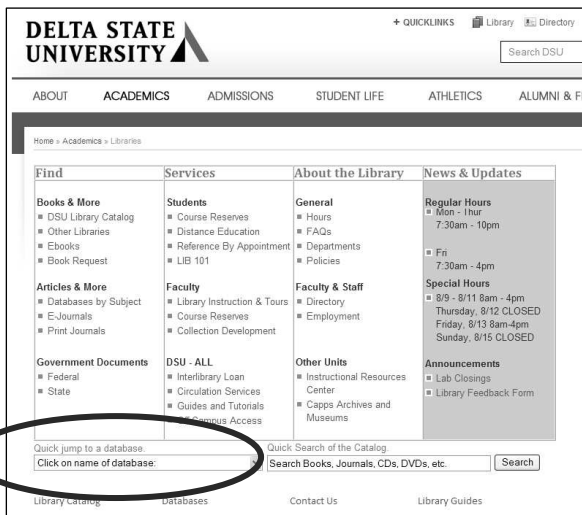 DELTA STATE
UNIVERSITY
+ QUICKLINKS Library Directory
Search DSU
ABOUT ACADEMICS ADMISSIONS STUDENT LIFE ATHLETICS ALUMNI &
Home » Academics » Libraries
Find
Books & More
DSU Library Catalog
Other Libraries
Ebooks
Book Request
Articles & More
Databases by Subject
E-Journals
Print Journals
Government Documents
Federal
State
Services
Students
Course Reserves
Distance Education
Reference By Appointment
LIB 101
Faculty
Library Instruction & Tours
Course Reserves
Collection Development
DSU - ALL
Interlibrary Loan
Circulation Services
Guides and Tutorials
Campus Access
About the Library
General
Hours
FAQs
Departments
Policies
Faculty & Staff
Directory
Employment
Other Units
Instructional Resources
Center
Capps Archives and
Museums
News & Updates
Regular Hours
Mon - Thur
7:30am - 10pm
Fri
7:30am - 4pm
Special Hours
8/9 - 8/11 8am - 4pm
Thursday, 8/12 CLOSED
Friday, 8/13 8am-4pm
Sunday, 8/15 CLOSED
Announcements
Lab Closings
Library Feedback Form
Quick jump to a database.
Click on name of database:
Quick Search of the Catalog.
Search Books, Journals, CDs, DVDs, etc. Search
Library Catalog Databases Contact Us Library Guides